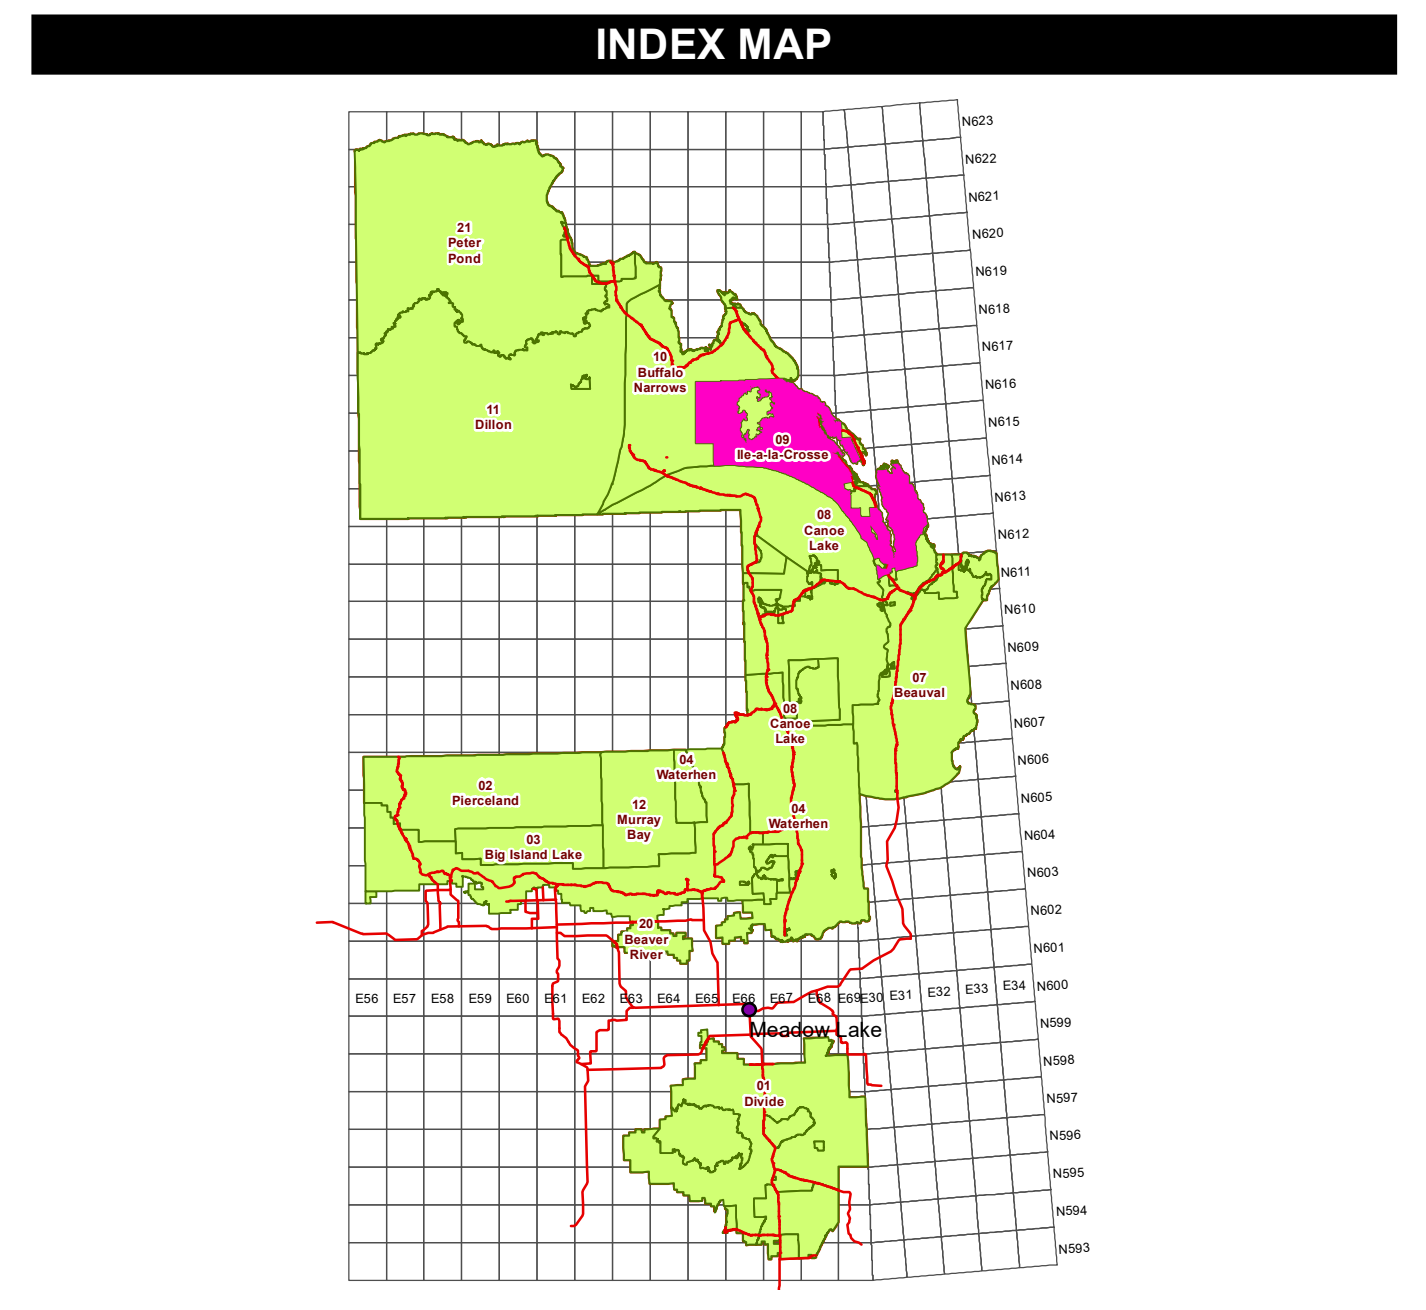 INDEX MAP
N623
N622
N621
N620
N619
N618
N617
N616
N615
N614
N613
N612
N611
N610
N609
N608
N607
N606
N605
N604
N603
N602
N601
N600
N599
N598
N597
N596
N595
N594
N593
21
Peter
Pond
10
Buffalo
Narrows
11
Dillon
09
Ile-a-la-Crosse
08
Canoe
Lake
07
Beauval
08
Canoe
Lake
04
Waterhen
02
Pierceland
12
Murray
Bay
04
Waterhen
03
Big Island Lake
20
Beaver
River
E56 E57 E58 E59 E60 E61 E62 E63 E64 E65 E66 E67 E68 E69 E30 E31 E32 E33 E34
Meadow Lake
01
Divide